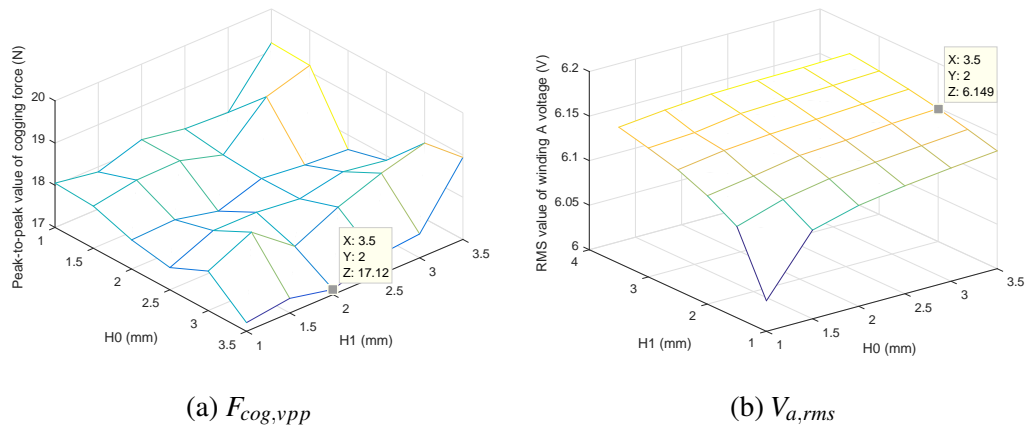 Peak-to-peak value of cogging force (N)
20
19
18
17
1
1.5
2
2.5
3
3.5
H0 (mm)
1
1.5
2
2.5
3
3.5
H1 (mm)
X: 3.5
Y: 2
Z: 17.12
(a) F_{cog,vpp}
RMS value of winding A voltage (V)
6.2
6.15
6.1
6.05
6
4
3
2
1
H1 (mm)
1
1.5
2
2.5
3
3.5
H0 (mm)
X: 3.5
Y: 2
Z: 6.149
(b) V_{a,rms}